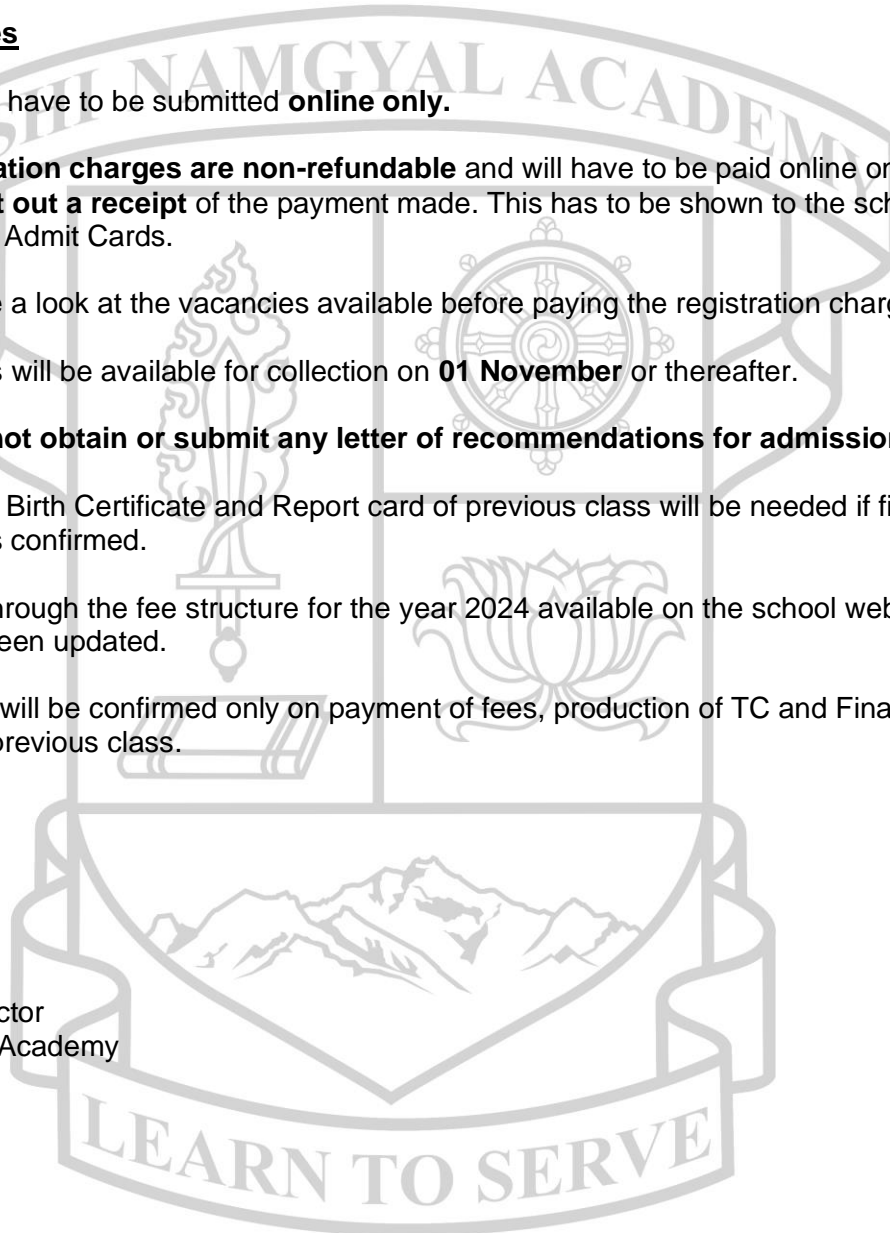 es
SHI NAMGYAL ACADEMY
have to be submitted online only.
ation charges are non-refundable and will have to be paid online or
t out a receipt of the payment made. This has to be shown to the sch
Admit Cards.
e a look at the vacancies available before paying the registration charg
s will be available for collection on 01 November or thereafter.
not obtain or submit any letter of recommendations for admission
Birth Certificate and Report card of previous class will be needed if fi
s confirmed.
hrough the fee structure for the year 2024 available on the school web
een updated.
will be confirmed only on payment of fees, production of TC and Fina
previous class.
ctor
Academy
LEARN TO SERVE